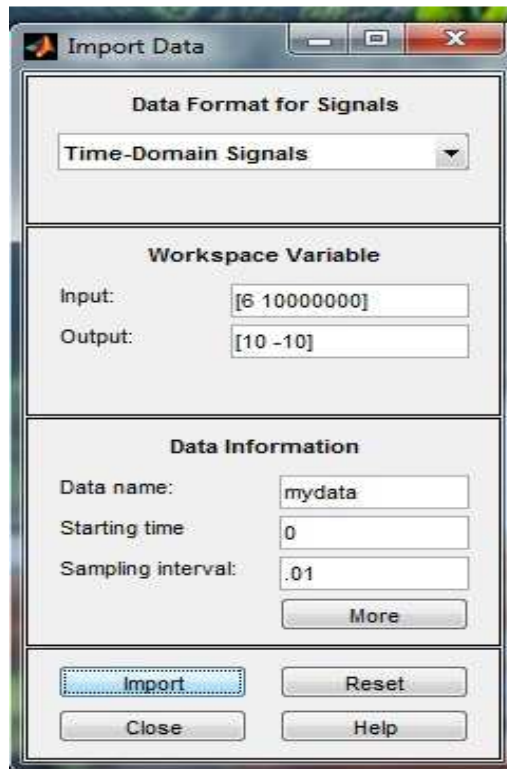 Import Data
Data Format for Signals
Time-Domain Signals
Workspace Variable
Input: [6 10000000]
Output: [10 -10]
Data Information
Data name: mydata
Starting time 0
Sampling interval: .01
More
Import Reset
Close Help